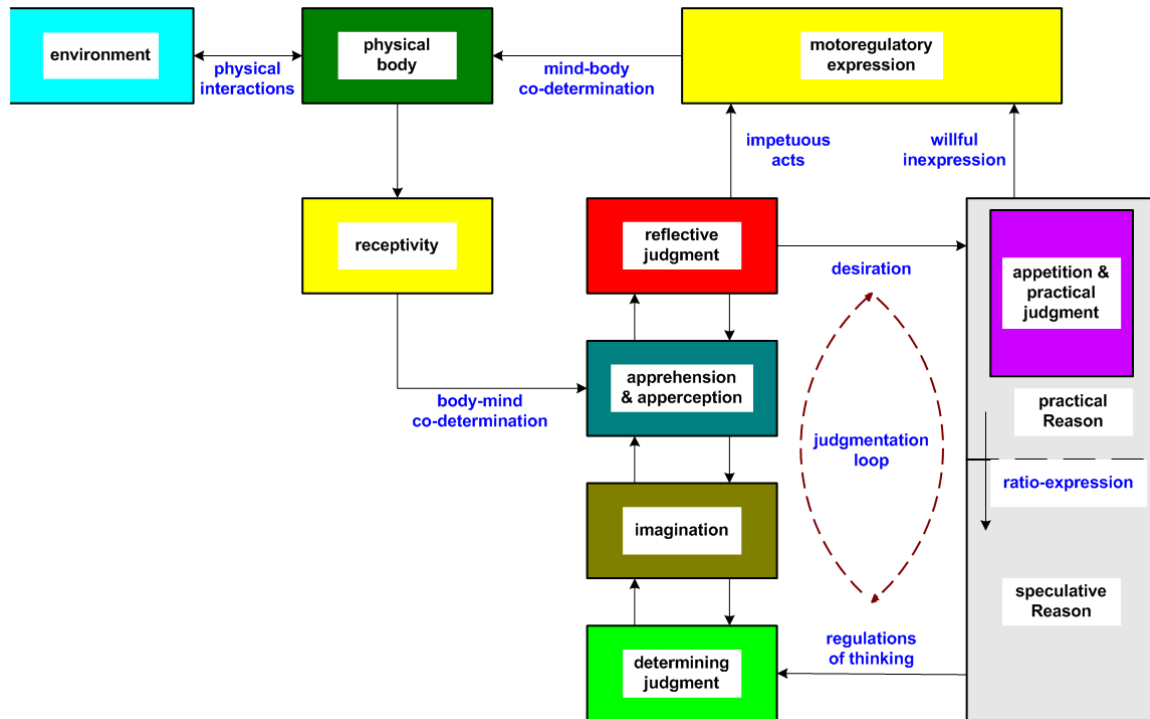 environment
physical
interactions
physical
body
mind-body
co-determination
motoregulatory
expression
impetuous
acts
willful
inexpression
receptivity
reflective
judgment
desiration
appetition &
practical
judgment
body-mind
co-determination
apprehension
& apperception
practical
Reason
judgmentation
loop
ratio-expression
imagination
speculative
Reason
determining
judgment
regulations
of thinking